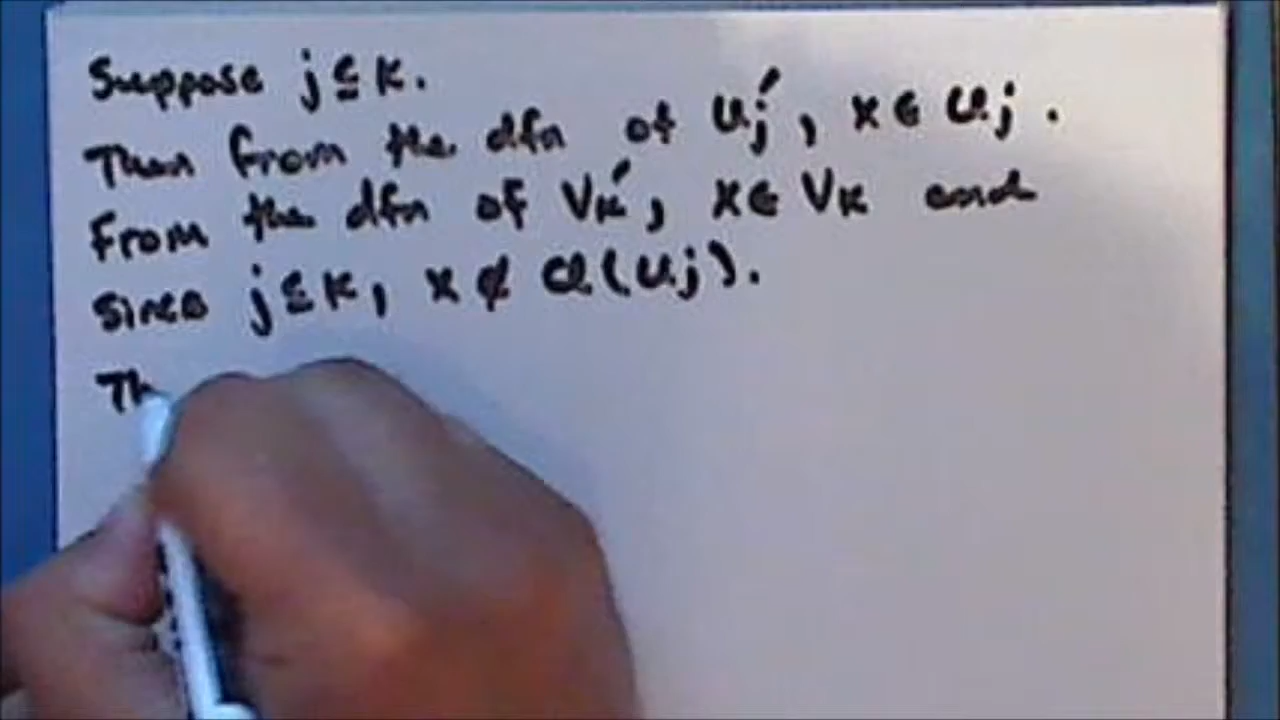 Suppose j ≤ k.
Then from the dfn of Uj', x ∈ Uj.
From the dfn of Vk', x ∈ Vk and
since j ≤ k, x ∉ Cl(Uj).
Th